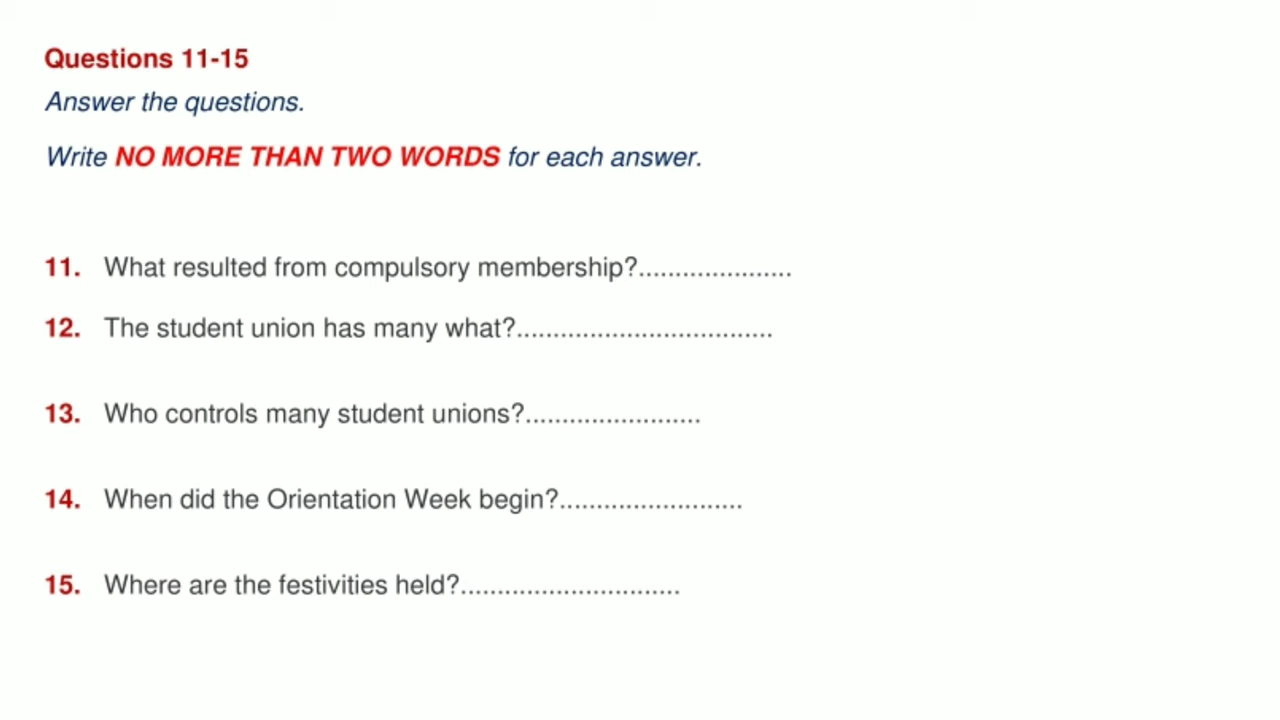 Questions 11-15
Answer the questions.
Write NO MORE THAN TWO WORDS for each answer.
11. What resulted from compulsory membership?.....................
12. The student union has many what?...................................
13. Who controls many student unions?........................
14. When did the Orientation Week begin?.........................
15. Where are the festivities held?..............................